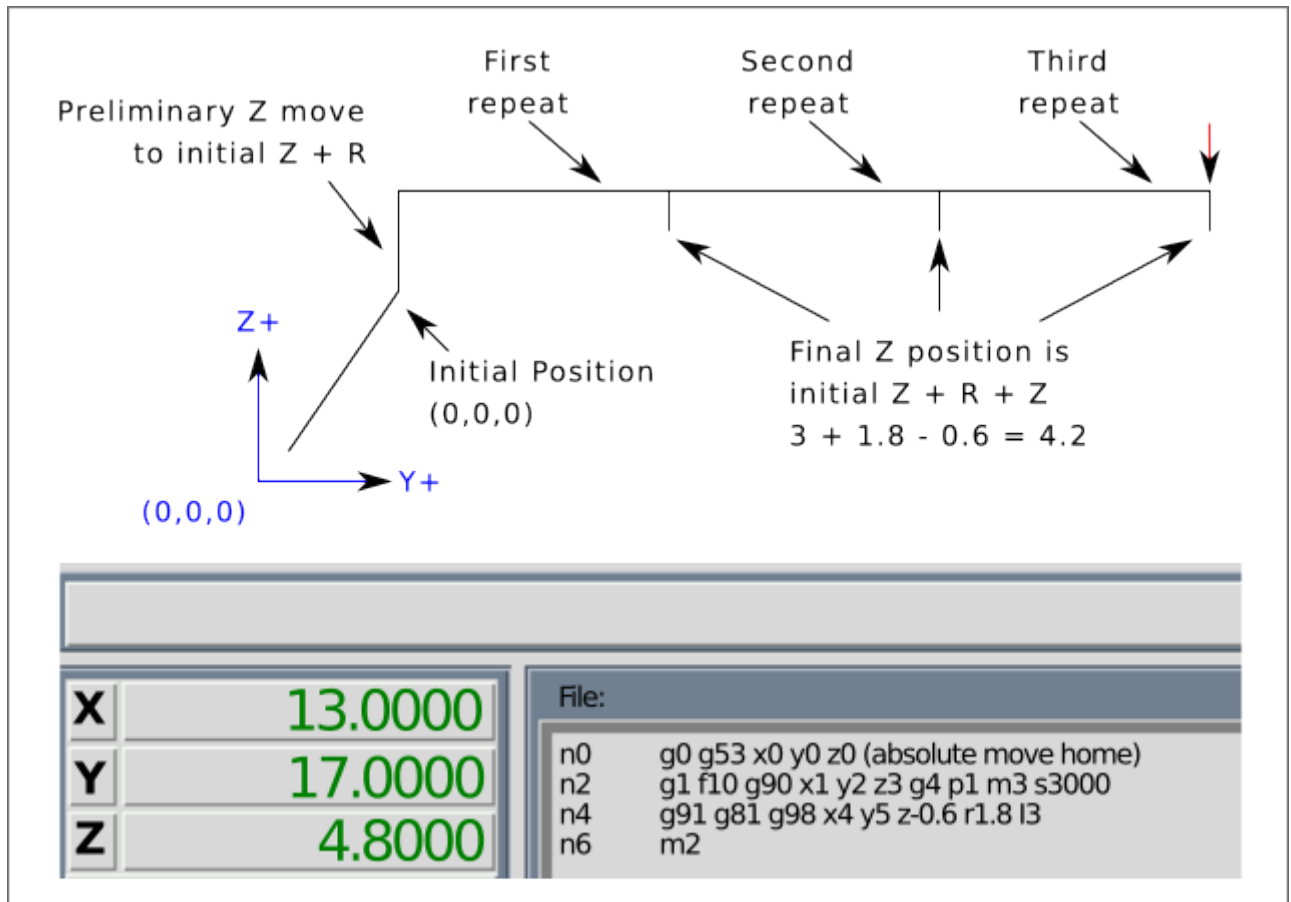 First
repeat
Second
repeat
Third
repeat
Preliminary Z move
to initial Z + R
Z+
Initial Position
(0,0,0)
Final Z position is
initial Z + R + Z
3 + 1.8 - 0.6 = 4.2
Y+
(0,0,0)
X 13.0000
Y 17.0000
Z 4.8000
File:
n0 g0 g53 x0 y0 z0 (absolute move home)
n2 g1 f10 g90 x1 y2 z3 g4 p1 m3 s3000
n4 g91 g81 g98 x4 y5 z-0.6 r1.8 l3
n6 m2